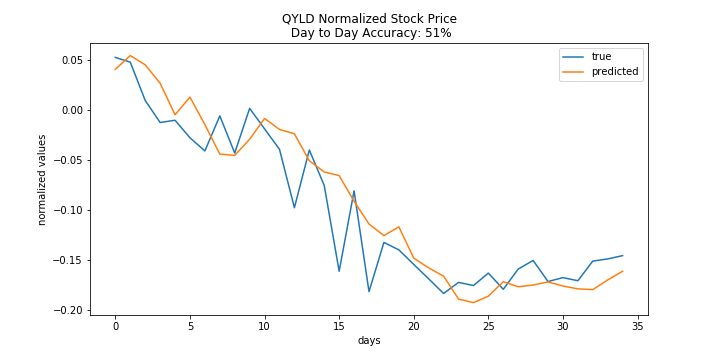 QYLD Normalized Stock Price
Day to Day Accuracy: 51%
true
predicted
normalized values
0.05
0.00
−0.05
−0.10
−0.15
−0.20
0 5 10 15 20 25 30 35
days